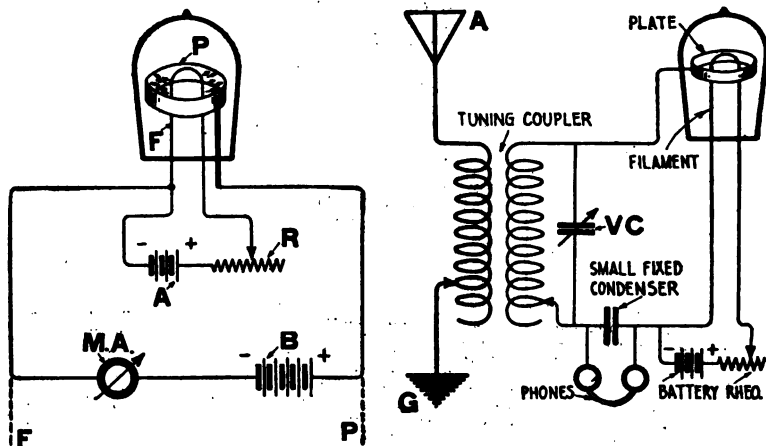 P
F
- +
R
A
M.A.
- B +
F
P
A
PLATE
TUNING COUPLER
FILAMENT
VC
SMALL FIXED
CONDENSER
- +
G
PHONES
BATTERY RHEO.